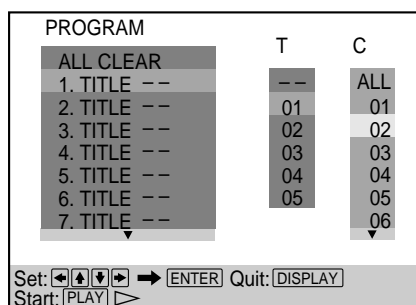 PROGRAM
T C
ALL CLEAR
1. TITLE – –
2. TITLE – –
3. TITLE – –
4. TITLE – –
5. TITLE – –
6. TITLE – –
7. TITLE – –
– –
01
02
03
04
05
ALL
01
02
03
04
05
06
Set: ENTER Quit: DISPLAY
Start: PLAY